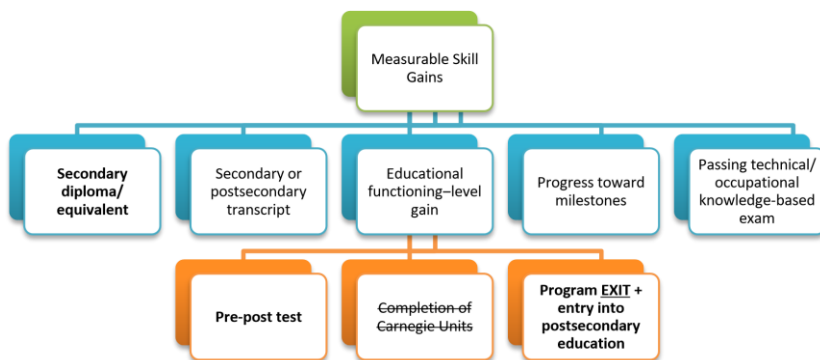 Measurable Skill
Gains
Secondary
diploma/
equivalent
Secondary or
postsecondary
transcript
Educational
functioning–level
gain
Progress toward
milestones
Passing technical/
occupational
knowledge-based
exam
Pre-post test
Completion of
Carnegie Units
Program EXIT +
entry into
postsecondary
education